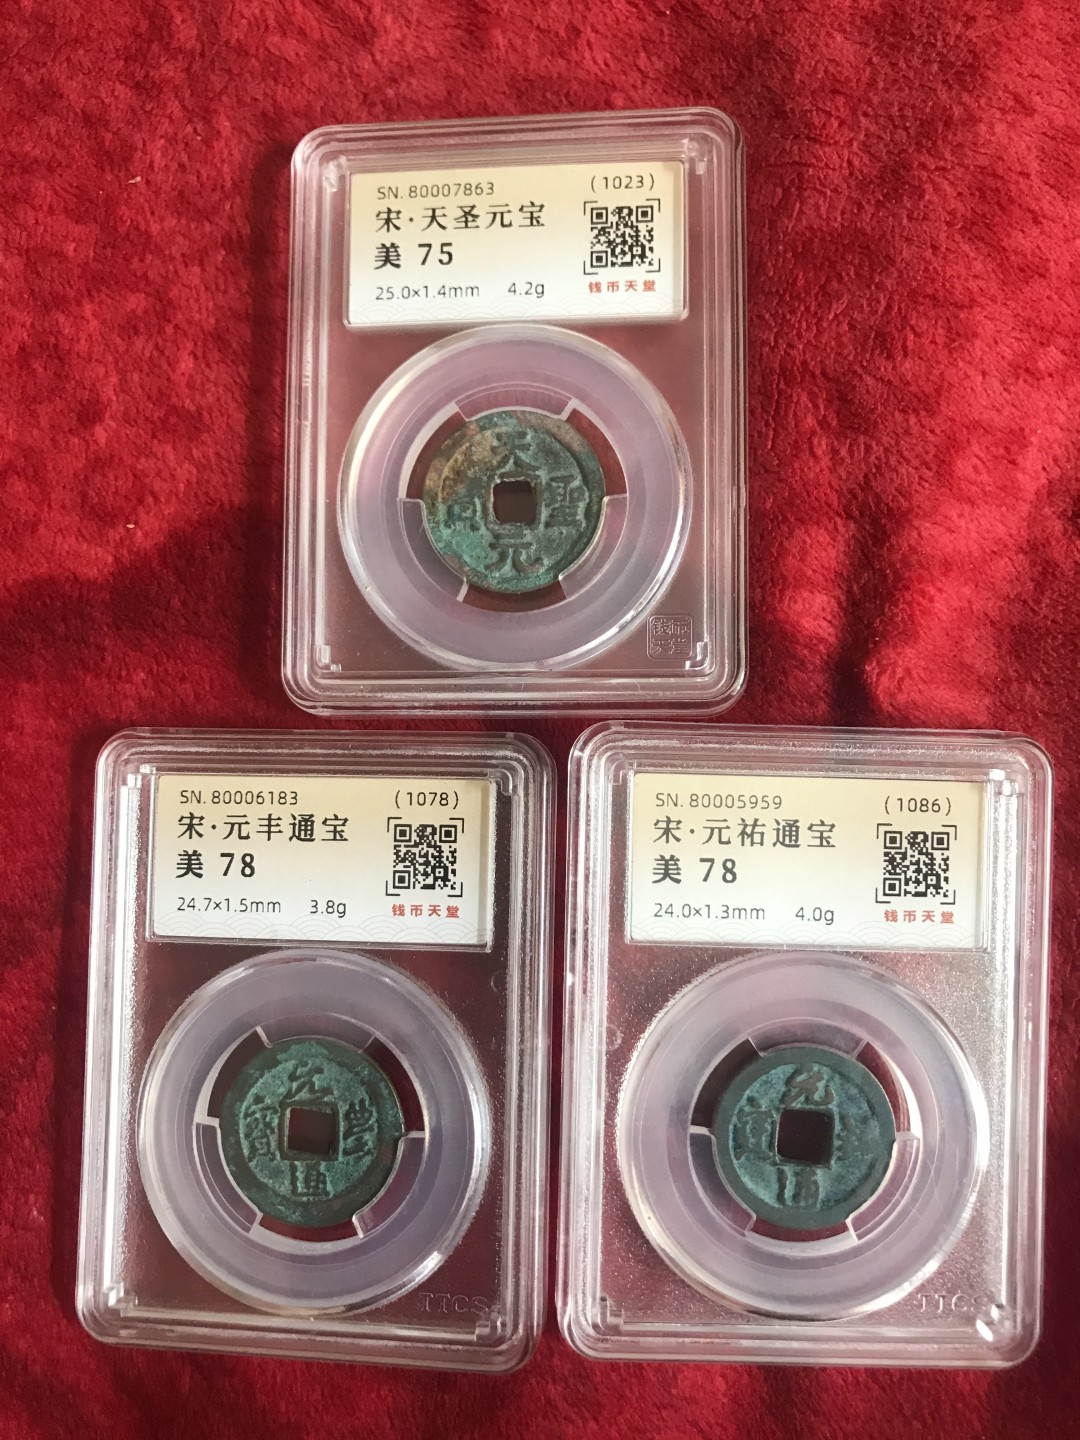 SN. 80007863 (1023)
宋·天圣元宝
美 75
25.0×1.4mm 4.2g
钱币天堂
天
聖
元
钱币
天堂
SN. 80006183 (1078)
宋·元丰通宝
美 78
24.7×1.5mm 3.8g
钱币天堂
元
豐
通
寳
TTCS
SN. 80005959 (1086)
宋·元祐通宝
美 78
24.0×1.3mm 4.0g
钱币天堂
元
通
TTCS